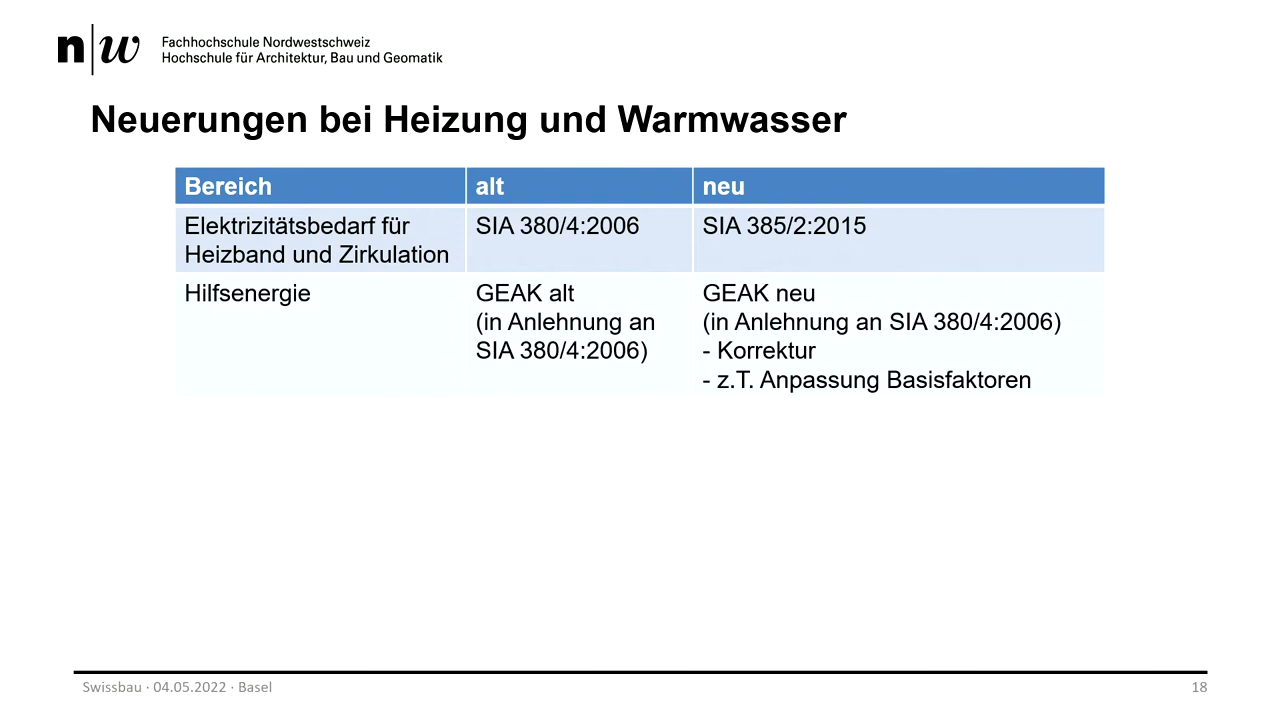 n|w
Fachhochschule Nordwestschweiz
Hochschule für Architektur, Bau und Geomatik
Neuerungen bei Heizung und Warmwasser
Bereich alt neu
Elektrizitätsbedarf für SIA 380/4:2006 SIA 385/2:2015
Heizband und Zirkulation
Hilfsenergie GEAK alt GEAK neu
(in Anlehnung an (in Anlehnung an SIA 380/4:2006)
SIA 380/4:2006) - Korrektur
- z.T. Anpassung Basisfaktoren
Swissbau · 04.05.2022 · Basel 18